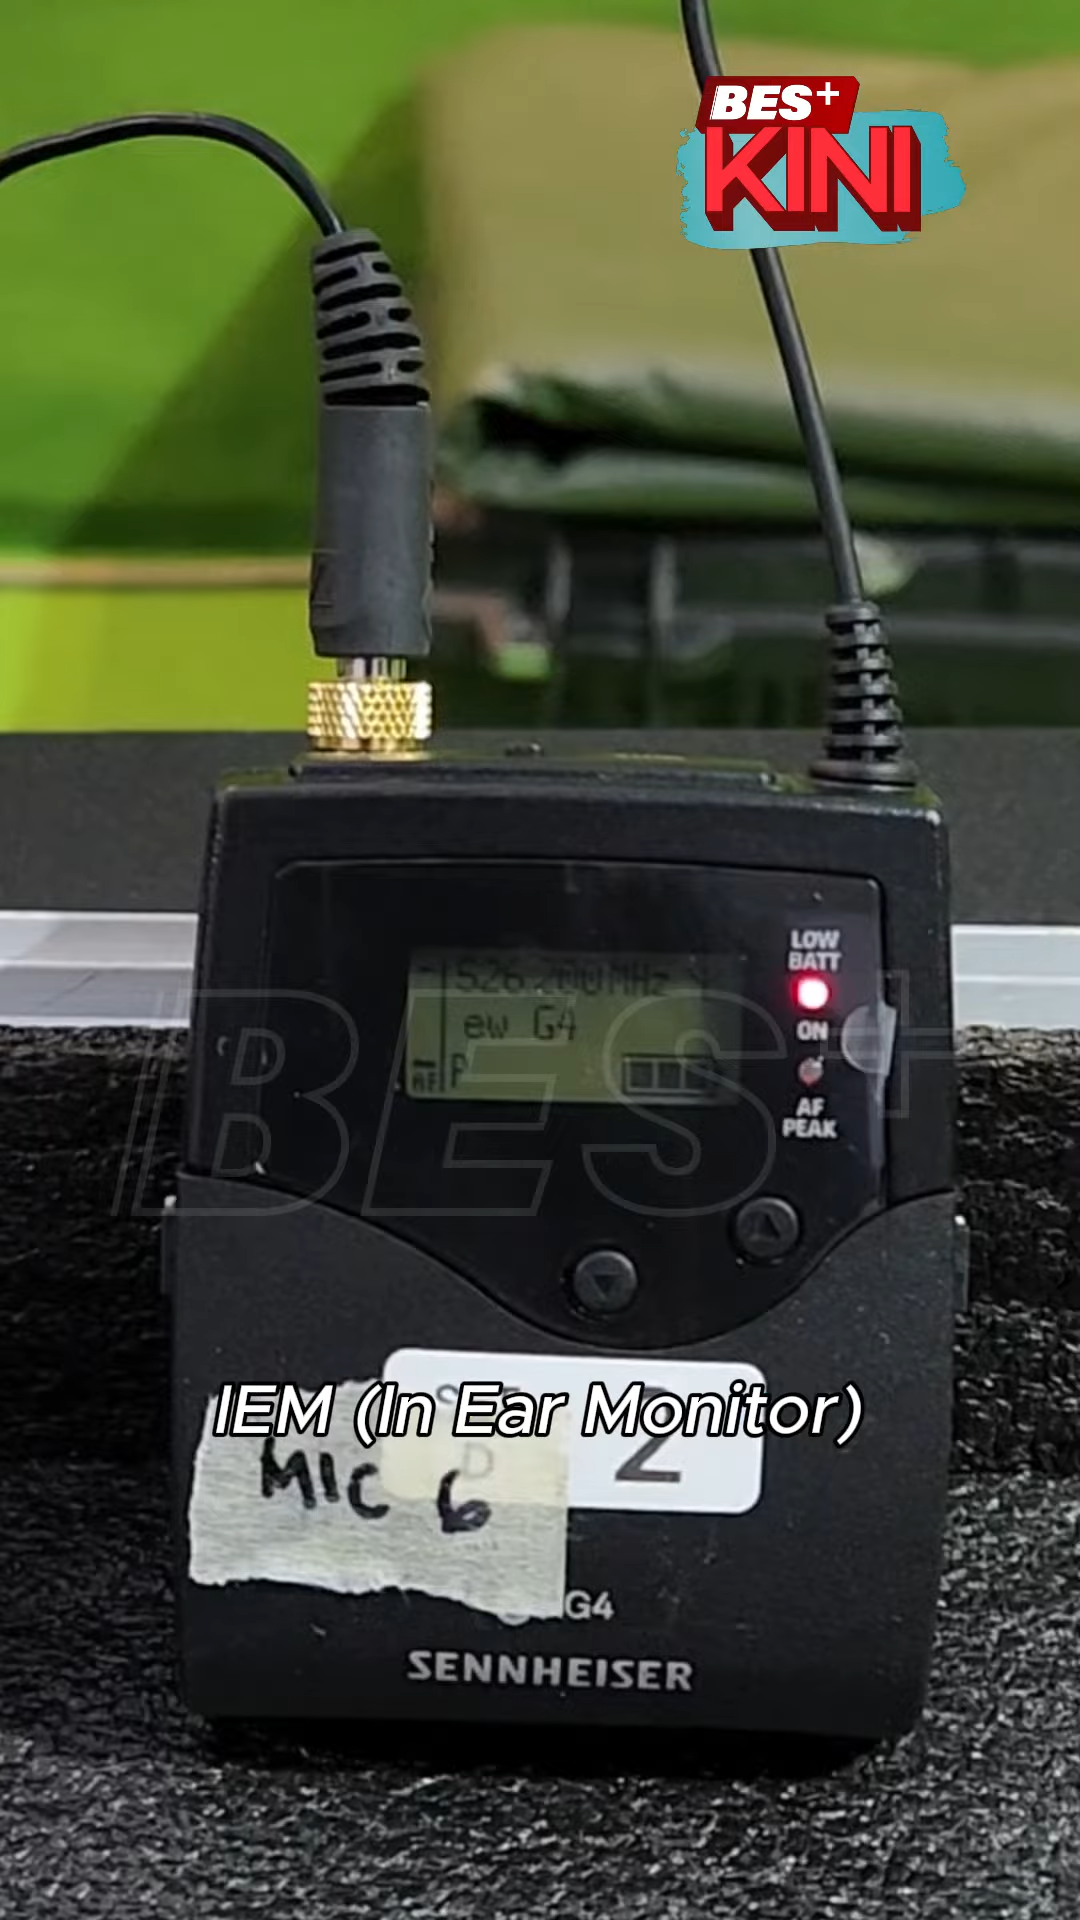 BES+
KINI
LOW
BATT
526.200MHz
ew G4
ON
AF
P
AF
PEAK
BES+
IEM (In Ear Monitor)
2
D
MIC 6
G4
SENNHEISER